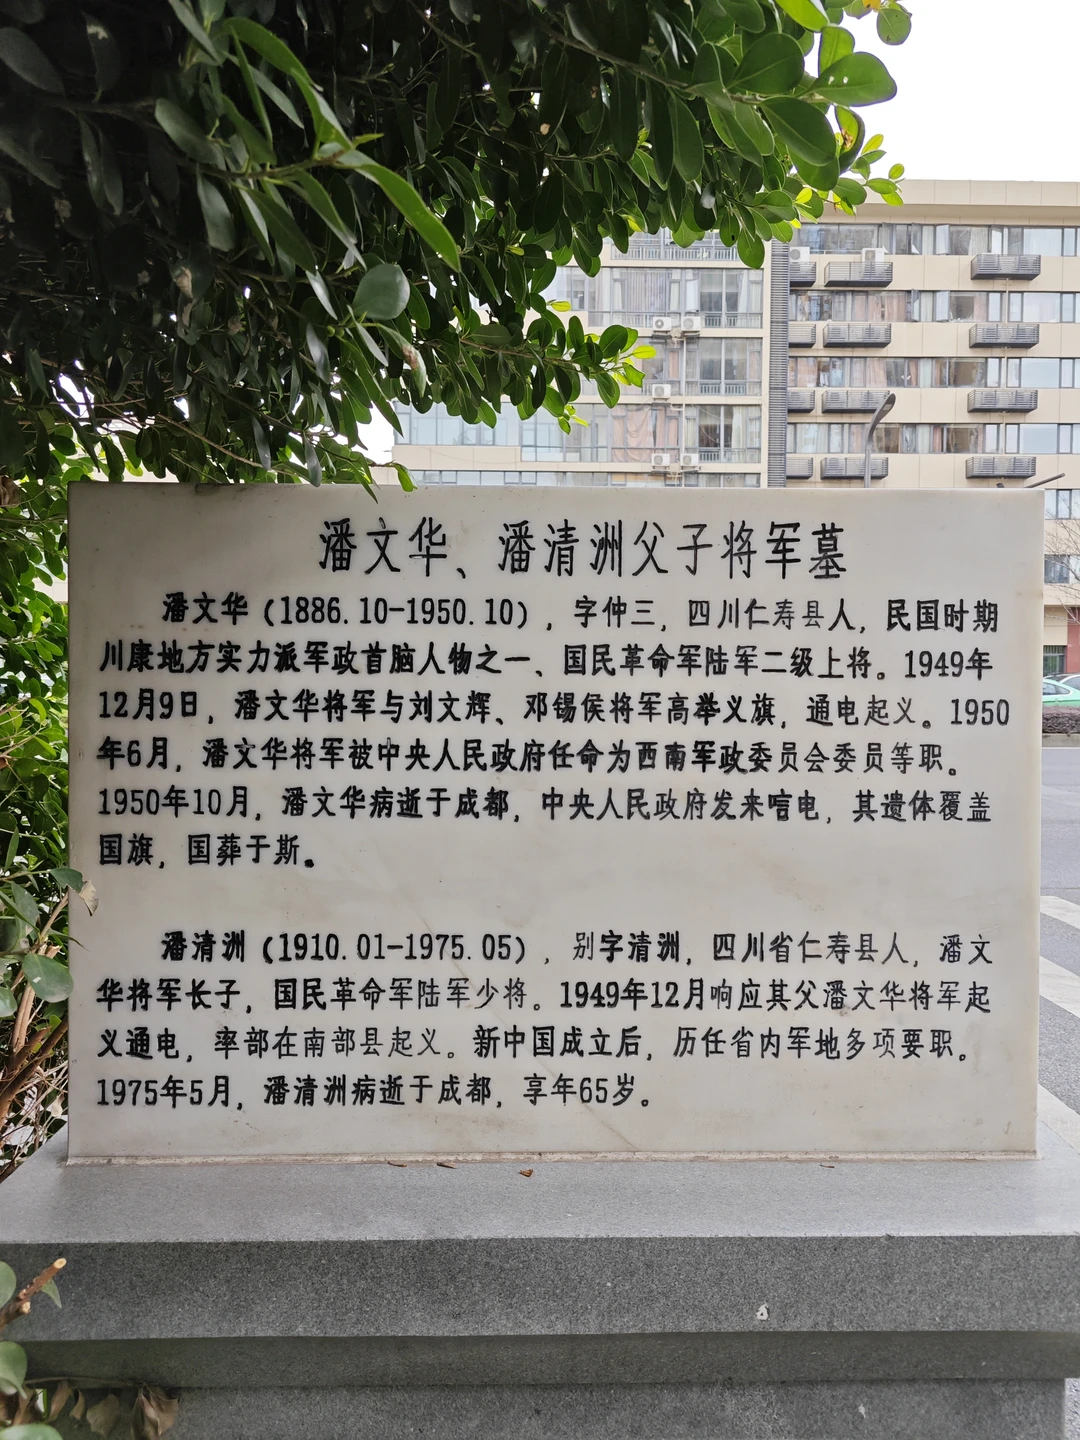 潘文华、潘清洲父子将军墓
潘文华(1886.10-1950.10)，字仲三，四川仁寿县人，民国时期
川康地方实力派军政首脑人物之一、国民革命军陆军二级上将。1949年
12月9日，潘文华将军与刘文辉、邓锡侯将军高举义旗，通电起义。1950
年6月，潘文华将军被中央人民政府任命为西南军政委员会委员等职。
1950年10月，潘文华病逝于成都，中央人民政府发来唁电，其遗体覆盖
国旗，国葬于斯。
潘清洲(1910.01-1975.05)，别字清洲，四川省仁寿县人，潘文
华将军长子，国民革命军陆军少将。1949年12月响应其父潘文华将军起
义通电，率部在南部县起义。新中国成立后，历任省内军地多项要职。
1975年5月，潘清洲病逝于成都，享年65岁。